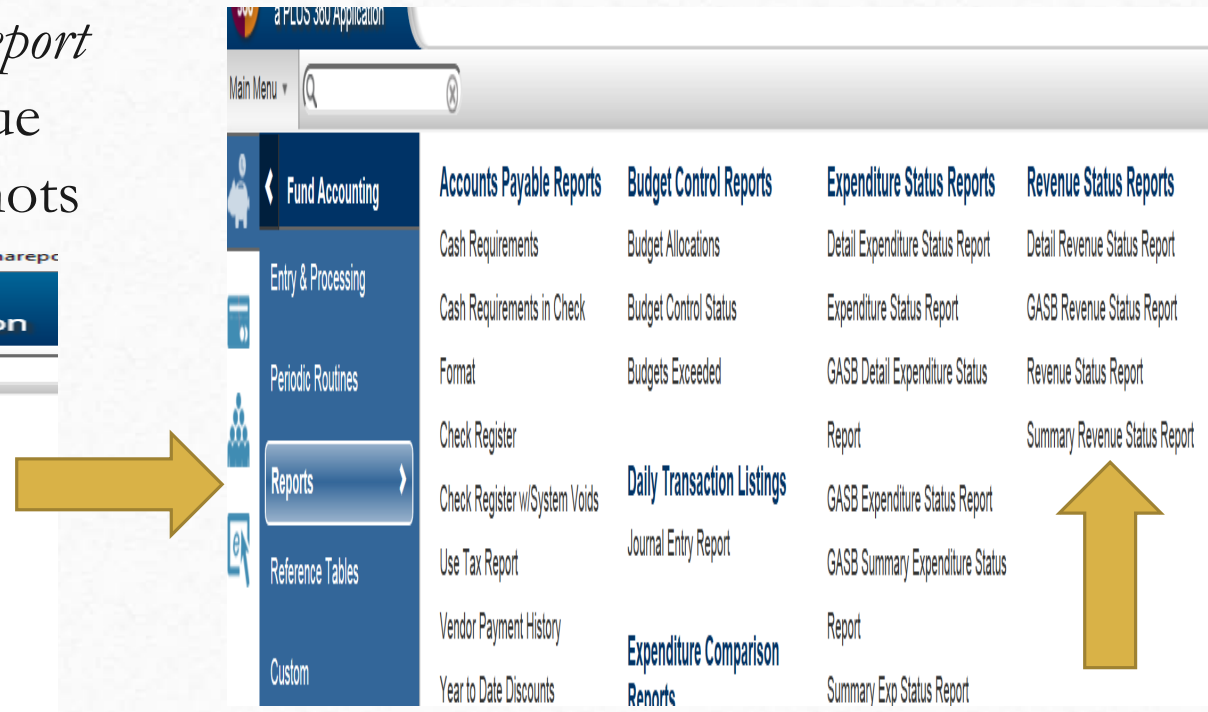 eport
ue
nots
harepo
on
360 a PLUS 360 Application
Main Menu
Fund Accounting
Entry & Processing
Periodic Routines
Reports
Reference Tables
Custom
Accounts Payable Reports
Cash Requirements
Cash Requirements in Check
Format
Check Register
Check Register w/System Voids
Use Tax Report
Vendor Payment History
Year to Date Discounts
Budget Control Reports
Budget Allocations
Budget Control Status
Budgets Exceeded
Daily Transaction Listings
Journal Entry Report
Expenditure Comparison
Reports
Expenditure Status Reports
Detail Expenditure Status Report
Expenditure Status Report
GASB Detail Expenditure Status
Report
GASB Expenditure Status Report
GASB Summary Expenditure Status
Report
Summary Exp Status Report
Revenue Status Reports
Detail Revenue Status Report
GASB Revenue Status Report
Revenue Status Report
Summary Revenue Status Report